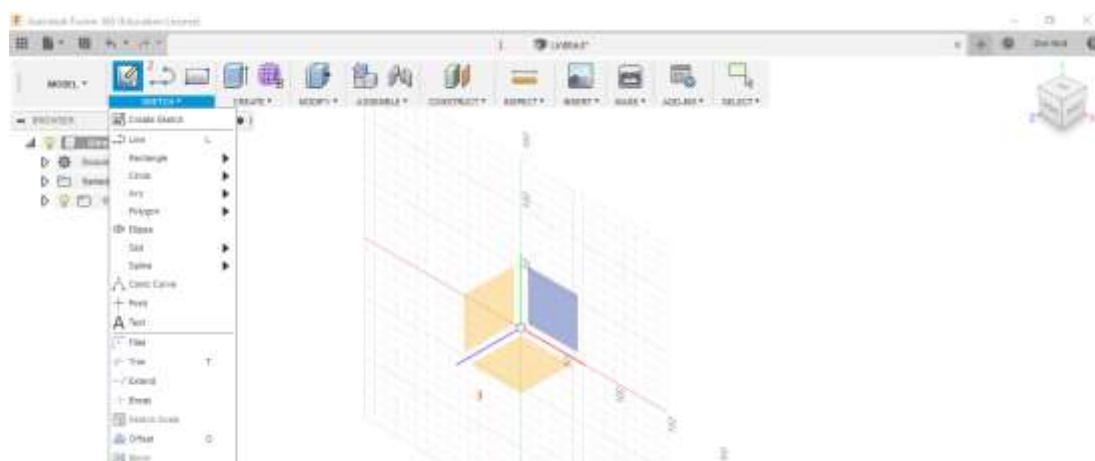 Autodesk Fusion 360 (Education License)
Untitled*
MODEL
SKETCH
CREATE
MODIFY
ASSEMBLE
CONSTRUCT
INSPECT
INSERT
MAKE
ADD-INS
SELECT
BROWSER
Create Sketch
Line L
Rectangle
Circle
Arc
Polygon
Ellipse
Slot
Spline
Conic Curve
Point
Text
Fillet
Trim T
Extend
Break
Sketch Scale
Offset O